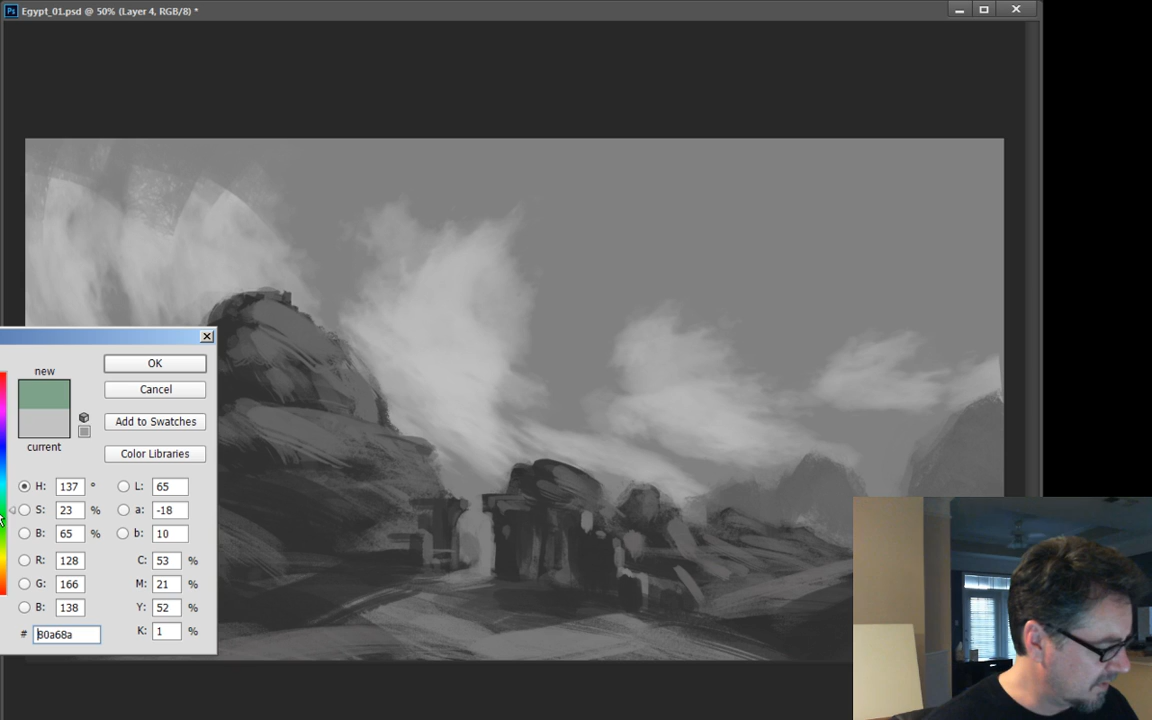 Ps Egypt_01.psd @ 50% (Layer 4, RGB/8) *
new
current
OK
Cancel
Add to Swatches
Color Libraries
H: 137 ° L: 65
S: 23 % a: -18
B: 65 % b: 10
R: 128 C: 53 %
G: 166 M: 21 %
B: 138 Y: 52 %
K: 1 %
# 80a68a